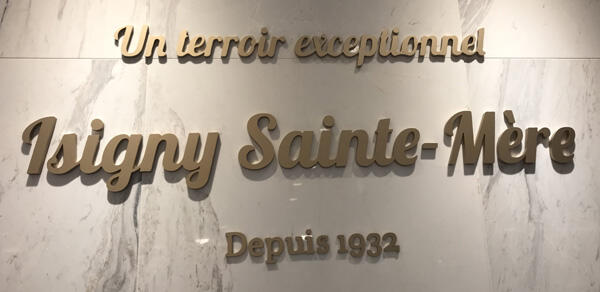 Un terroir exceptionnel
Isigny Sainte-Mère
Depuis 1932